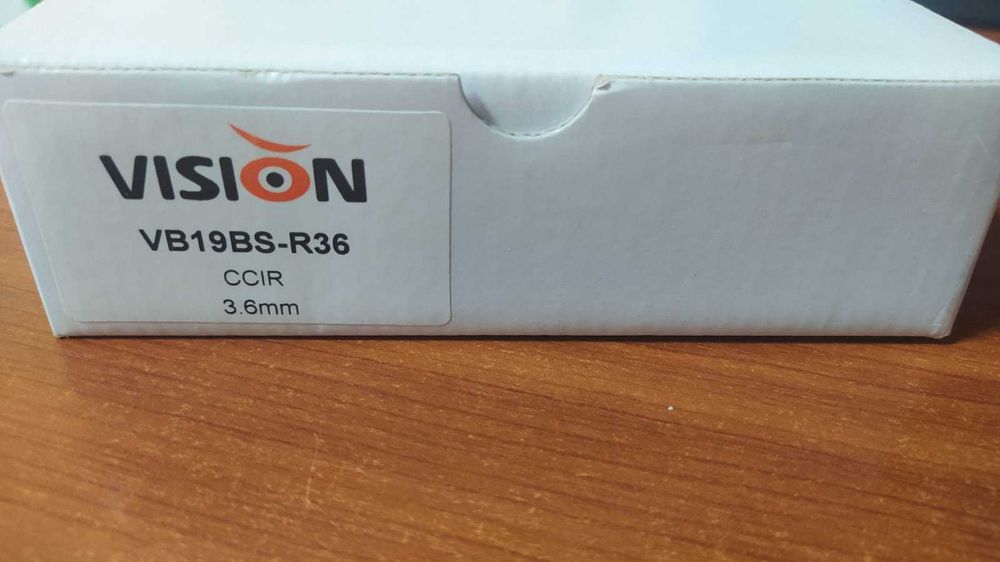 VISION
VB19BS-R36
CCIR
3.6mm